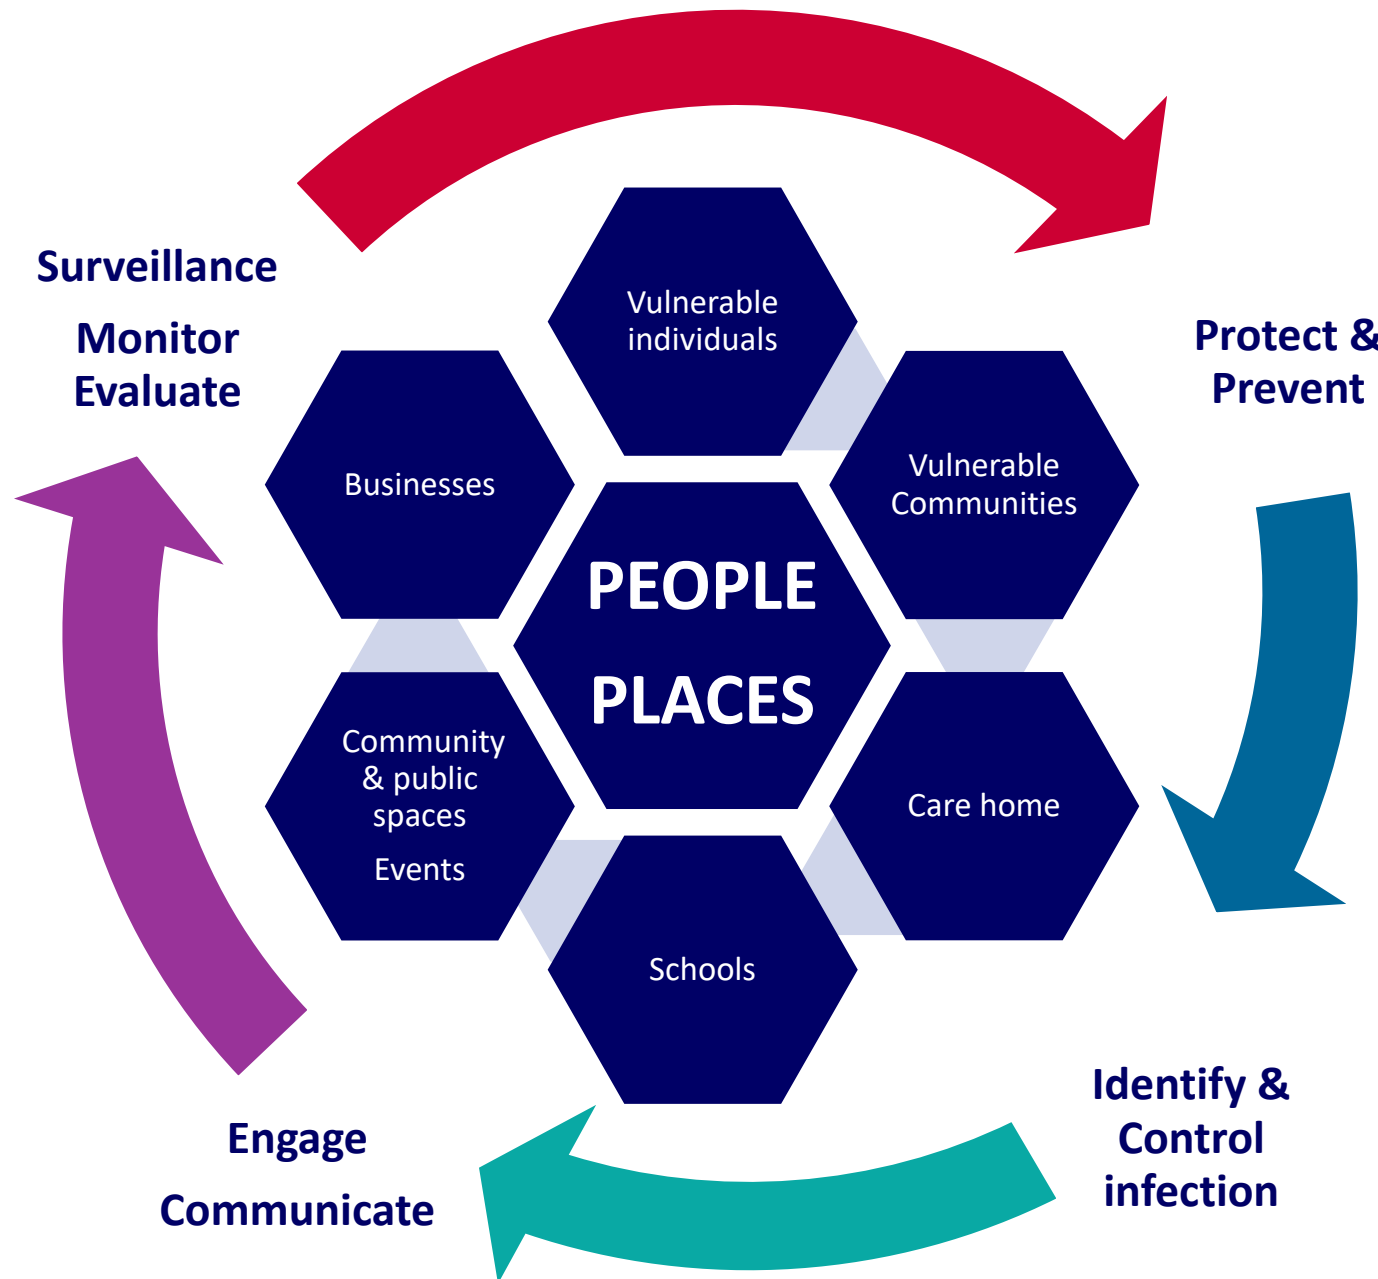 Surveillance
Monitor
Evaluate
Vulnerable
individuals
Protect &
Prevent
Businesses
Vulnerable
Communities
PEOPLE
PLACES
Community
& public
spaces
Events
Care home
Schools
Engage
Communicate
Identify &
Control
infection